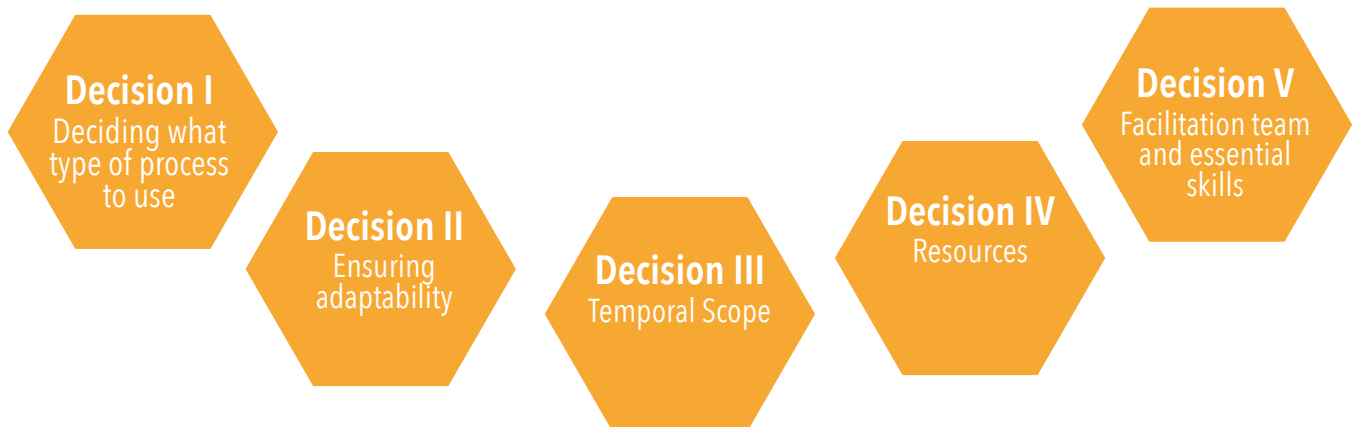 Decision I
Deciding what
type of process
to use
Decision II
Ensuring
adaptability
Decision III
Temporal Scope
Decision IV
Resources
Decision V
Facilitation team
and essential
skills